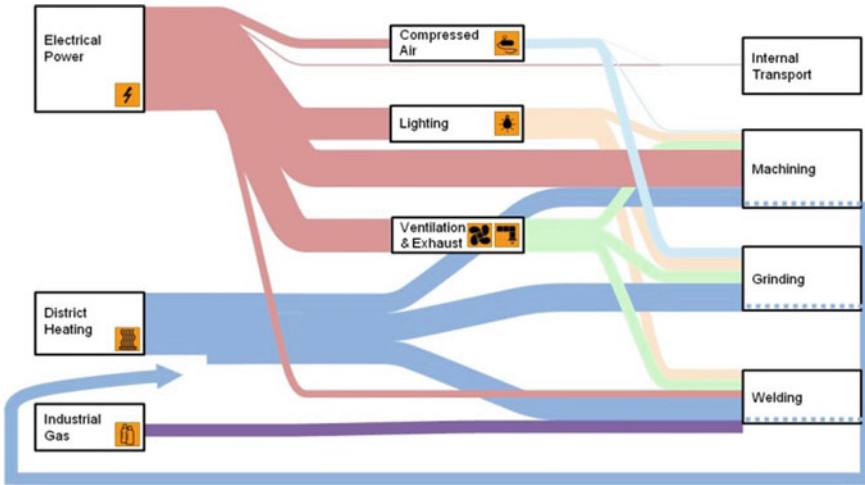 Electrical
Power
Compressed
Air
Internal
Transport
Lighting
Machining
Ventilation
& Exhaust
Grinding
District
Heating
Welding
Industrial
Gas